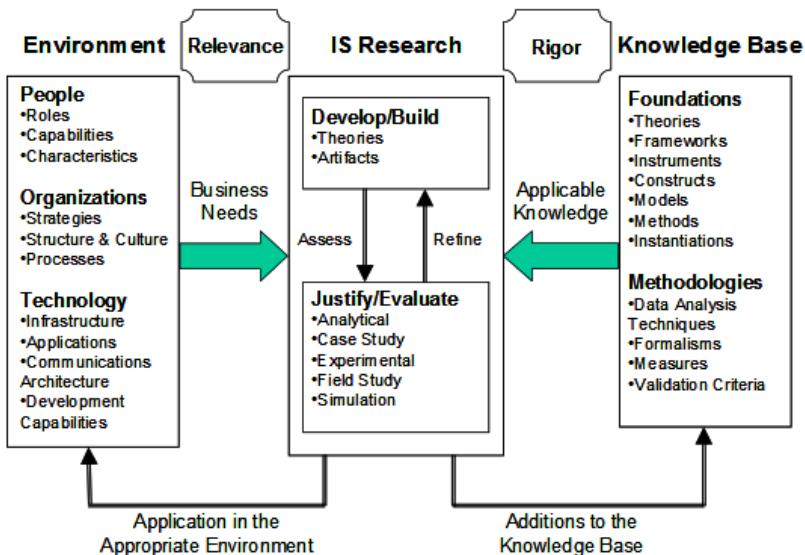 Environment
Relevance
IS Research
Rigor
Knowledge Base
People
•Roles
•Capabilities
•Characteristics
Organizations
•Strategies
•Structure & Culture
•Processes
Technology
•Infrastructure
•Applications
•Communications
Architecture
•Development
Capabilities
Business
Needs
Develop/Build
•Theories
•Artifacts
Assess
Refine
Justify/Evaluate
•Analytical
•Case Study
•Experimental
•Field Study
•Simulation
Applicable
Knowledge
Foundations
•Theories
•Frameworks
•Instruments
•Constructs
•Models
•Methods
•Instantiations
Methodologies
•Data Analysis
Techniques
•Formalisms
•Measures
•Validation Criteria
Application in the
Appropriate Environment
Additions to the
Knowledge Base